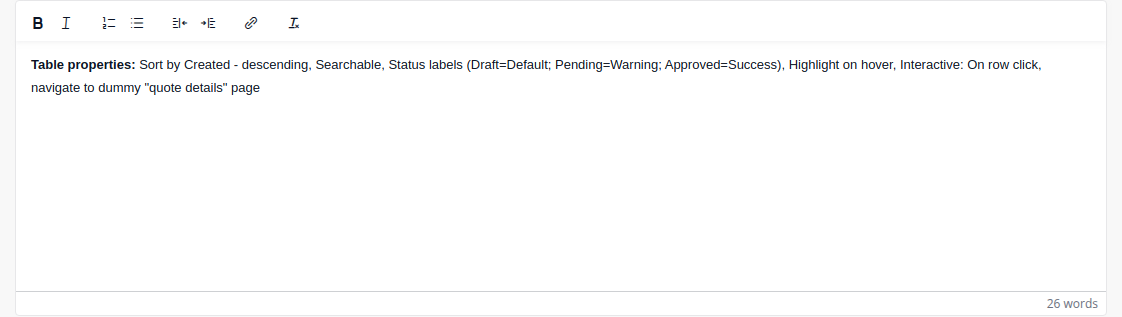 Table properties: Sort by Created - descending, Searchable, Status labels (Draft=Default; Pending=Warning; Approved=Success), Highlight on hover, Interactive: On row click,
navigate to dummy "quote details" page
26 words